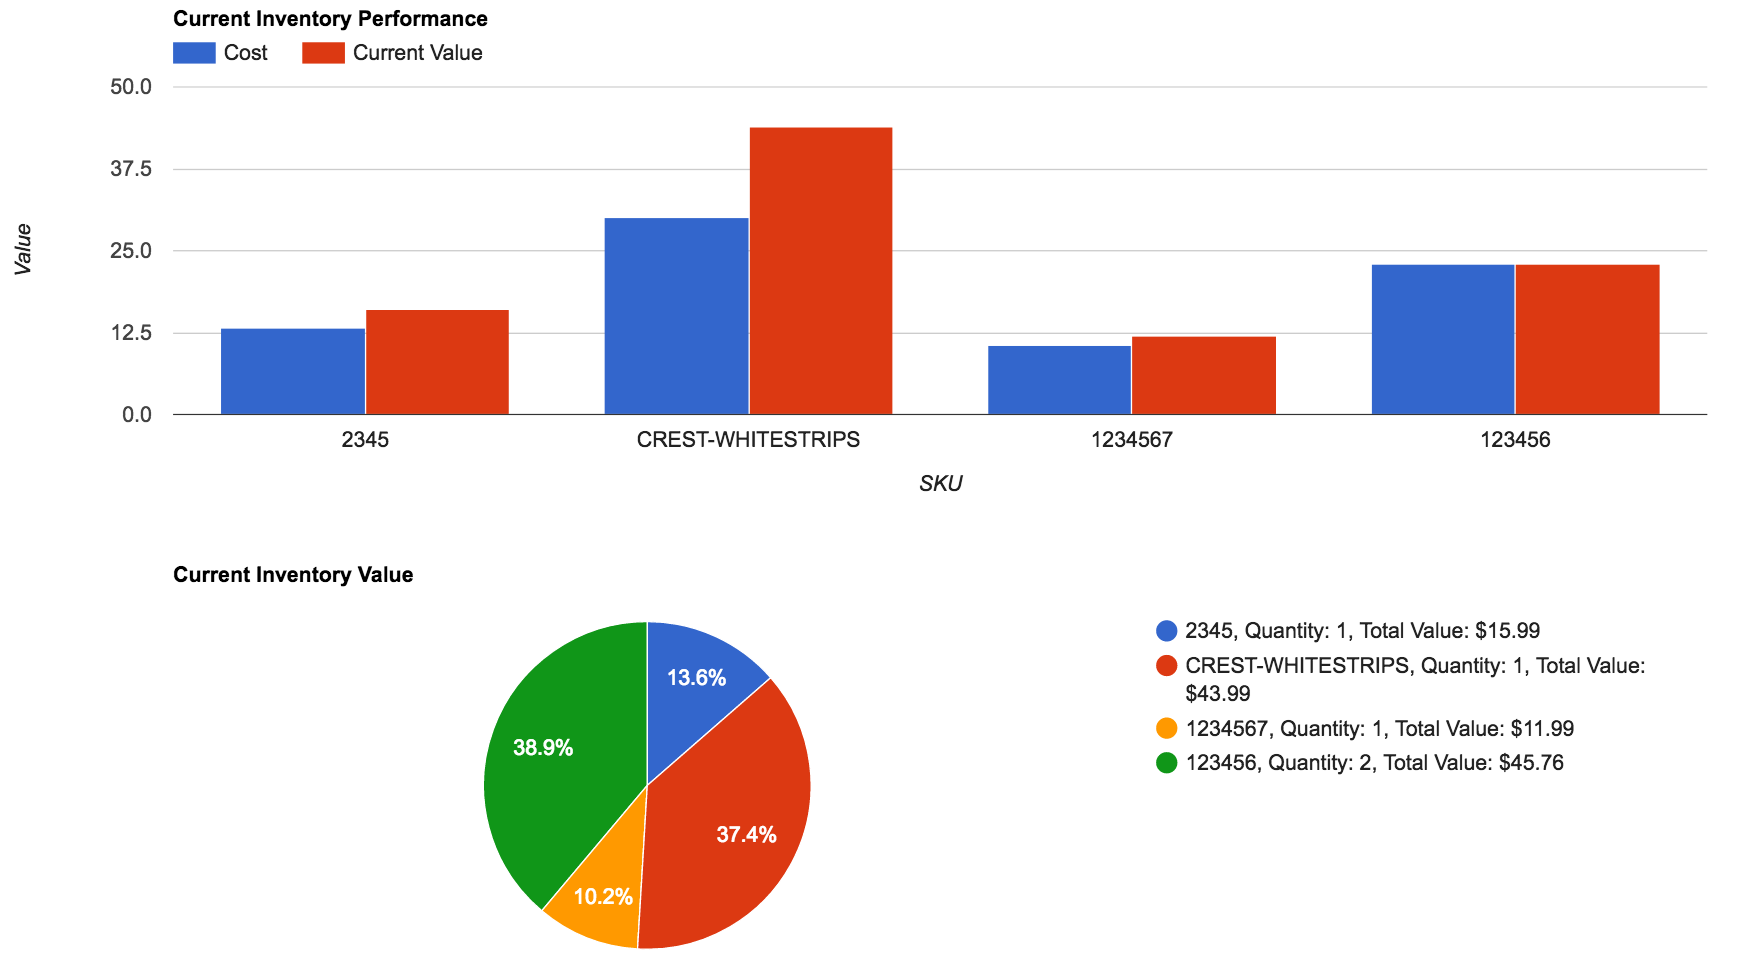 Current Inventory Performance
Cost Current Value
50.0
37.5
25.0
12.5
0.0
Value
2345 CREST-WHITESTRIPS 1234567 123456
SKU
Current Inventory Value
13.6%
37.4%
10.2%
38.9%
2345, Quantity: 1, Total Value: $15.99
CREST-WHITESTRIPS, Quantity: 1, Total Value:
$43.99
1234567, Quantity: 1, Total Value: $11.99
123456, Quantity: 2, Total Value: $45.76